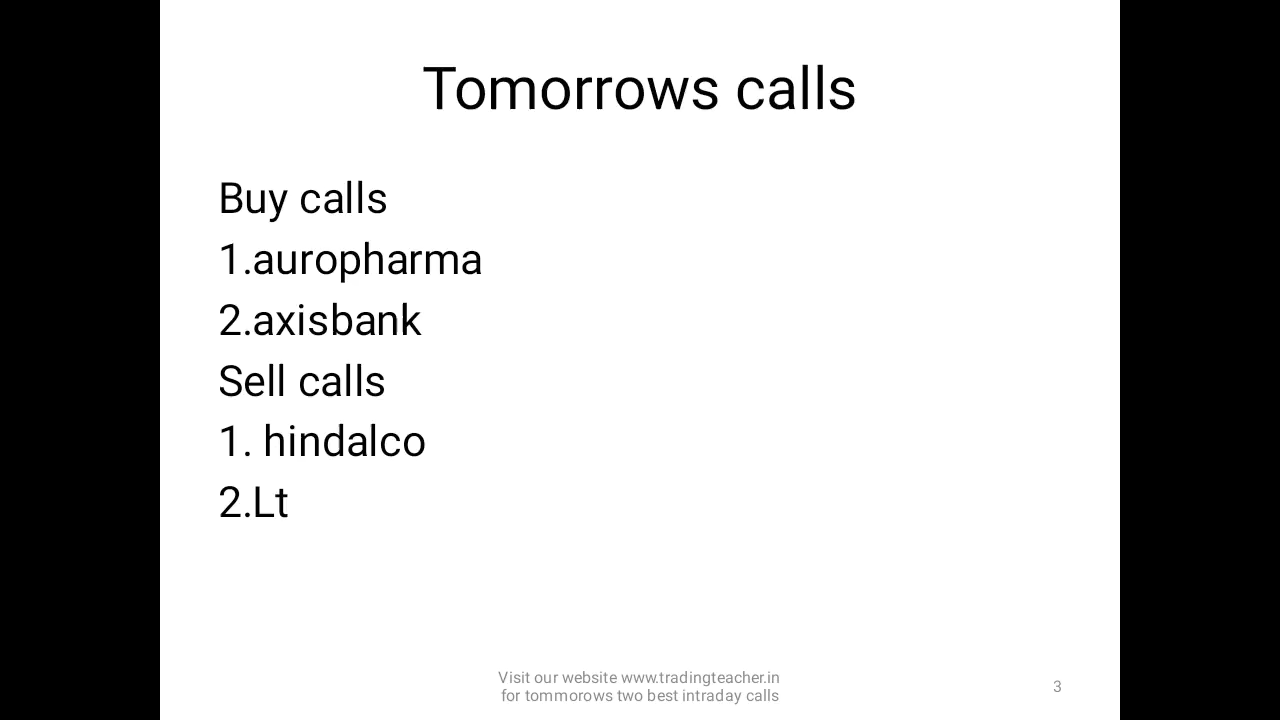 Tomorrows calls
Buy calls
1.auropharma
2.axisbank
Sell calls
1. hindalco
2.Lt
Visit our website www.tradingteacher.in
for tommorows two best intraday calls
3